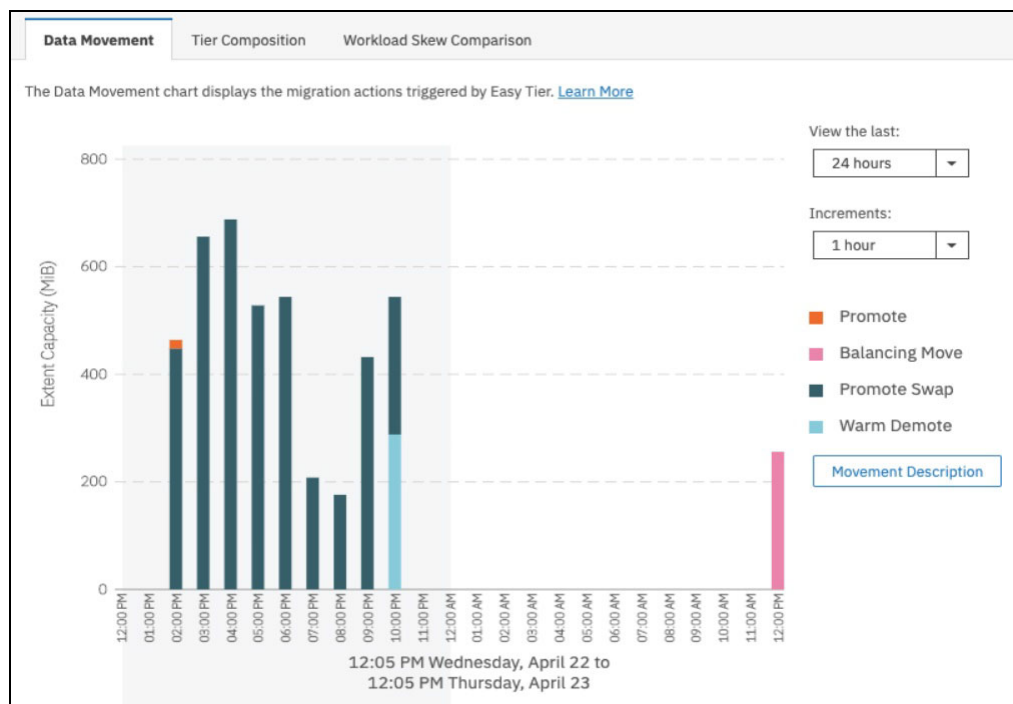 Data Movement
Tier Composition
Workload Skew Comparison
The Data Movement chart displays the migration actions triggered by Easy Tier. Learn More
View the last:
24 hours
Increments:
1 hour
Promote
Balancing Move
Promote Swap
Warm Demote
Movement Description
Extent Capacity (MiB)
800
600
400
200
0
12:00 PM
01:00 PM
02:00 PM
03:00 PM
04:00 PM
05:00 PM
06:00 PM
07:00 PM
08:00 PM
09:00 PM
10:00 PM
11:00 PM
12:00 AM
01:00 AM
02:00 AM
03:00 AM
04:00 AM
05:00 AM
06:00 AM
07:00 AM
08:00 AM
09:00 AM
10:00 AM
11:00 AM
12:00 PM
12:05 PM Wednesday, April 22 to
12:05 PM Thursday, April 23